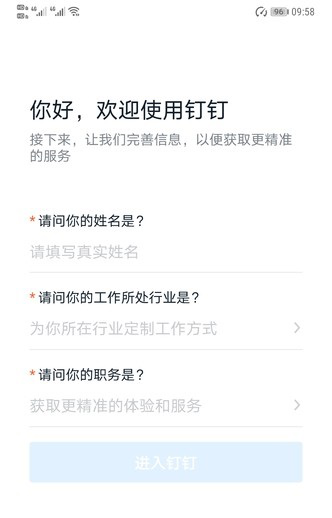 96 09:58
你好，欢迎使用钉钉
接下来，让我们完善信息，以便获取更精准
的服务
* 请问你的姓名是？
请填写真实姓名
* 请问你的工作所处行业是？
为你所在行业定制工作方式
* 请问你的职务是？
获取更精准的体验和服务
进入钉钉